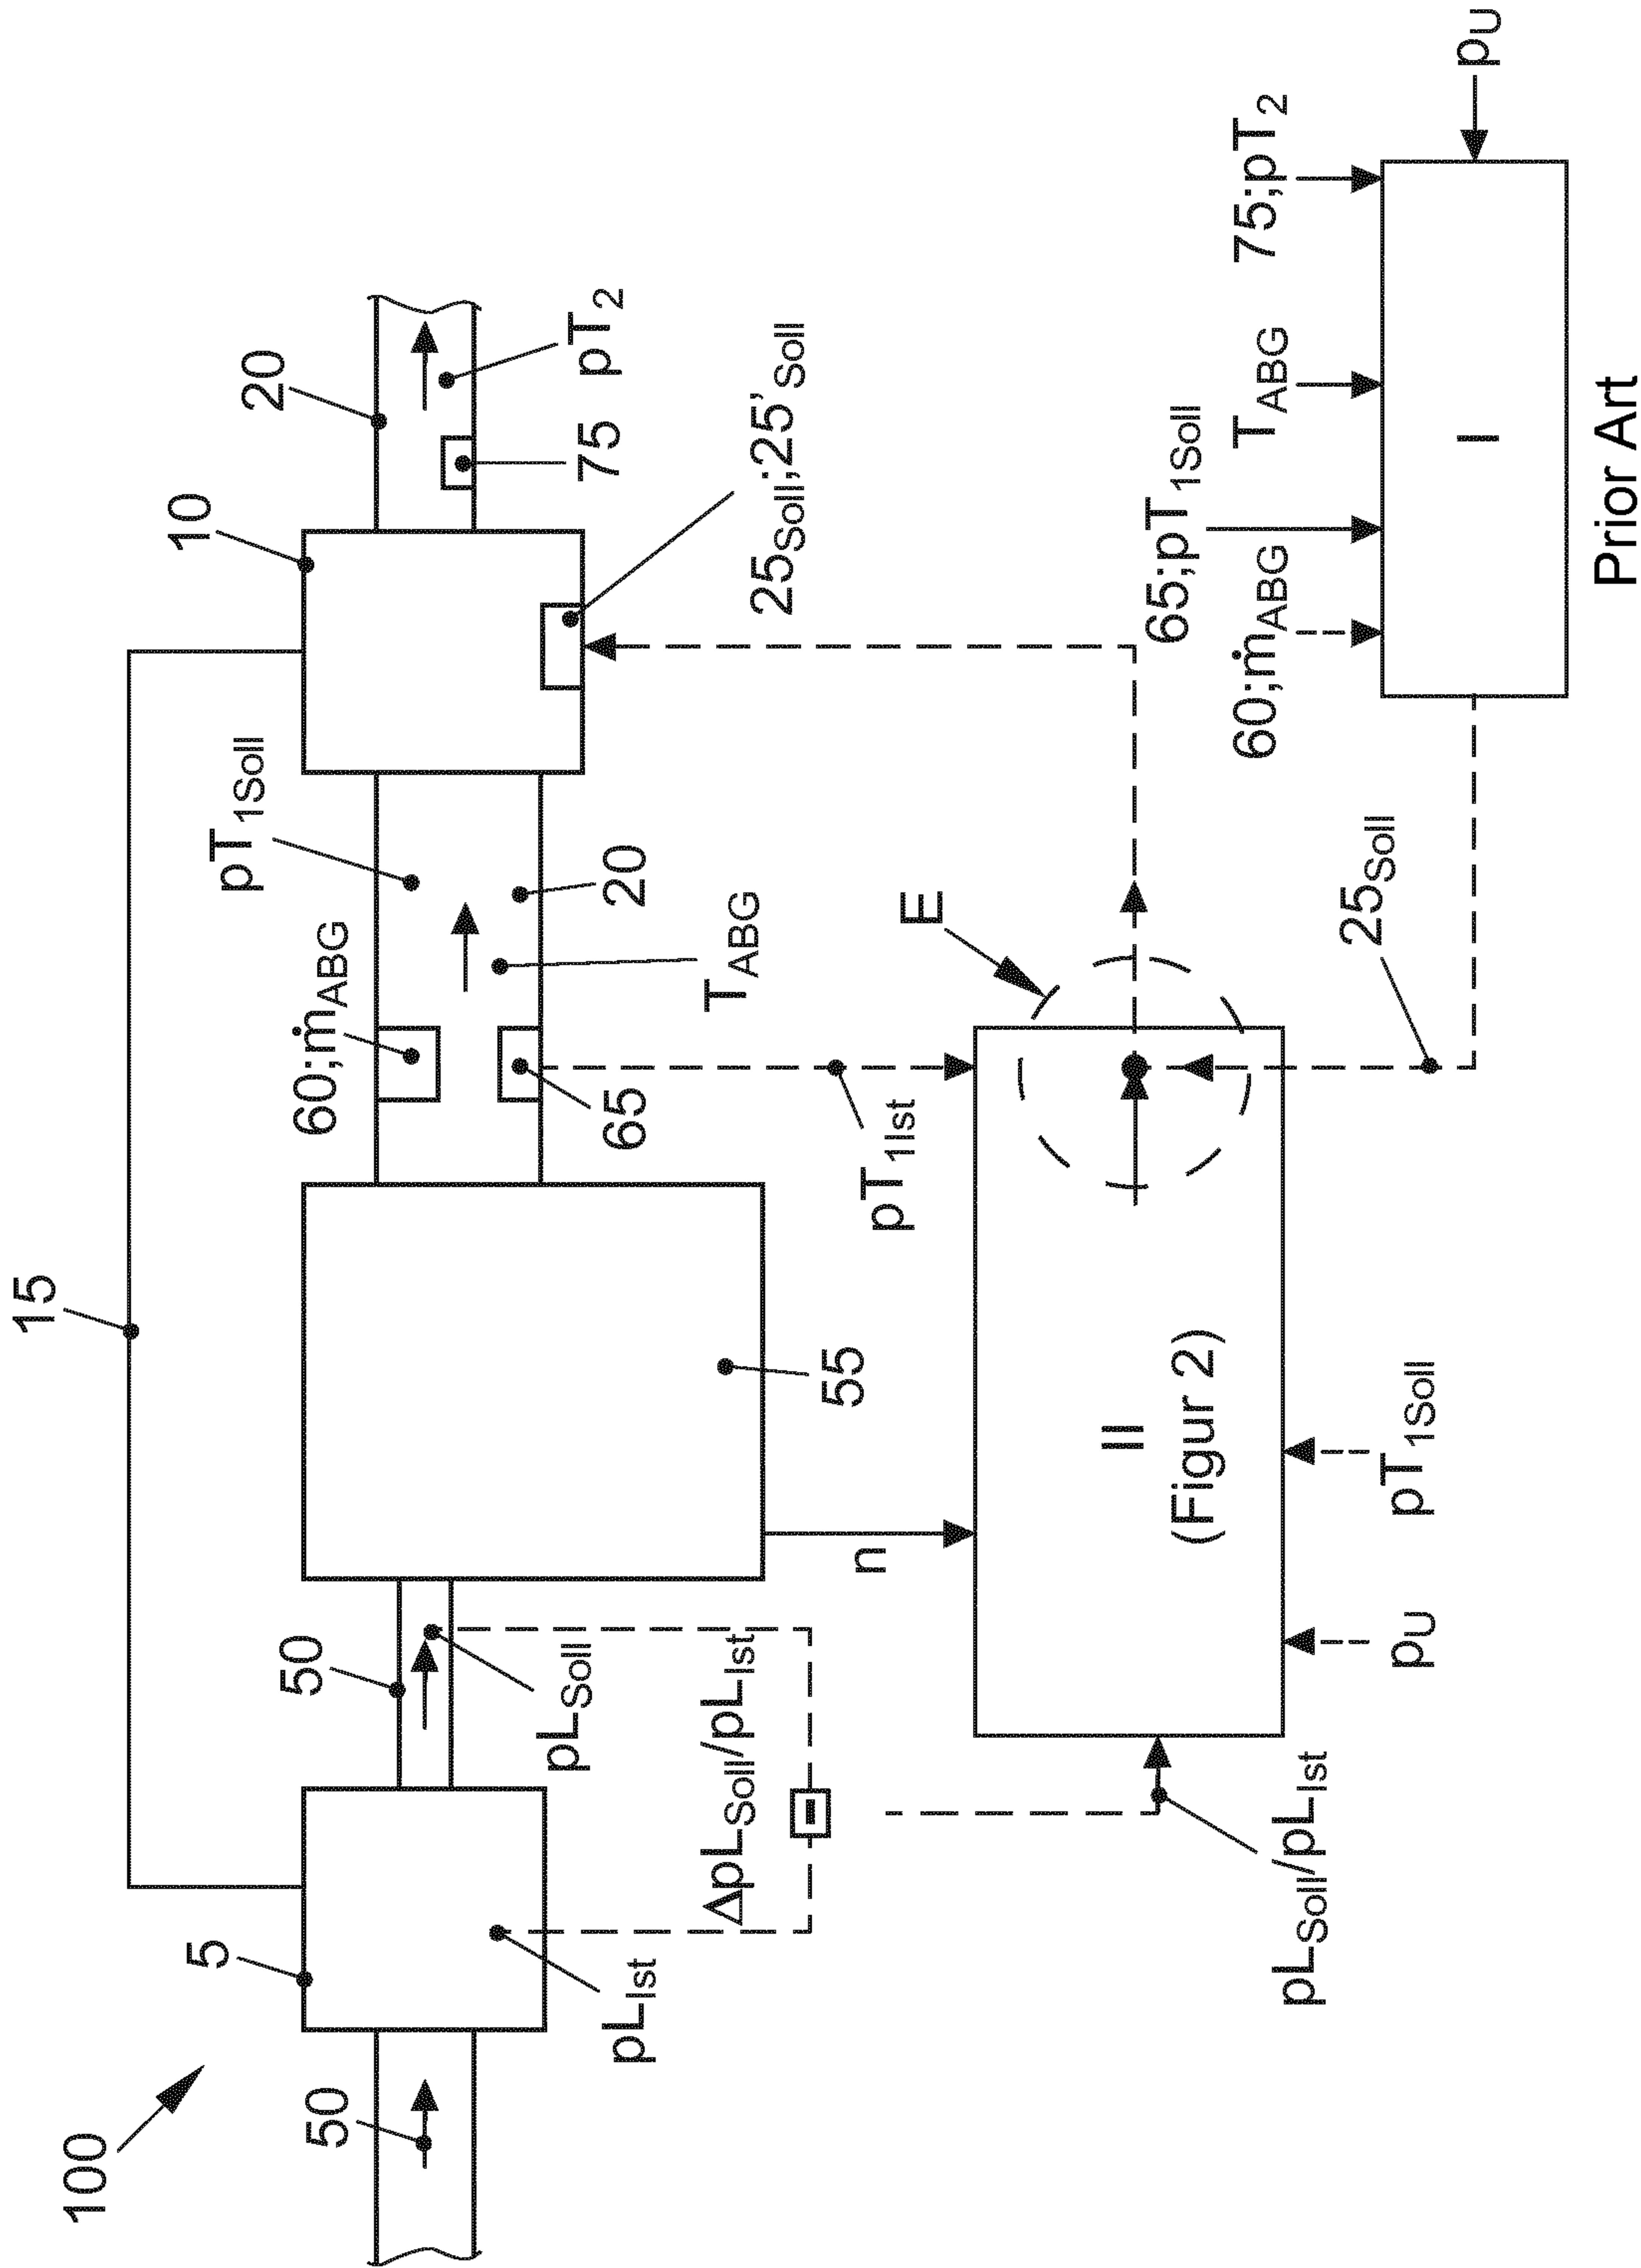 100
50
5
pL_Ist
15
50
pL_Soll
ΔpL_Soll/pL_Ist
-
pL_Soll/pL_Ist
55
n
60;ṁ_ABG
65
pT_1Soll
20
T_ABG
pT_1Ist
10
20
75
pT_2
25_Soll;25'_Soll
E
II
(Figur 2)
p_U
pT_1Soll
25_Soll
60;ṁ_ABG
65;pT_1Soll
T_ABG
75;pT_2
p_U
I
Prior Art